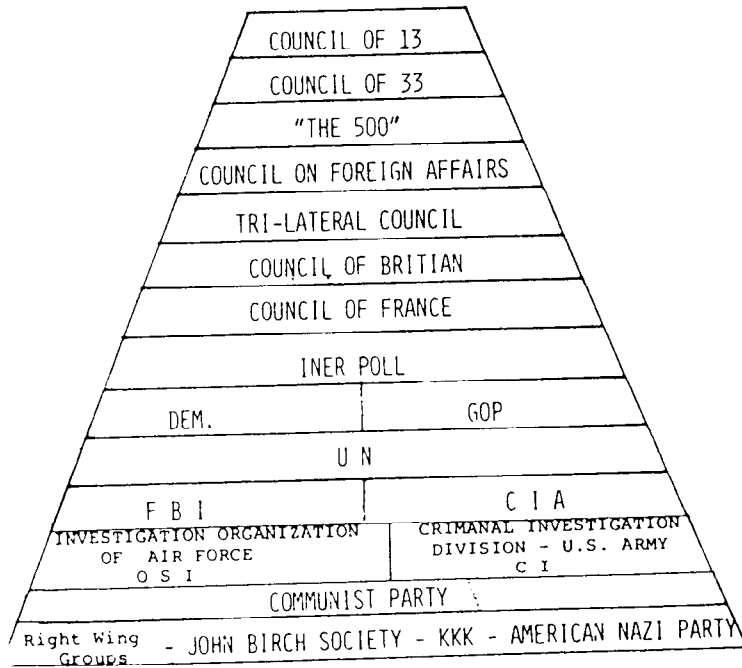 COUNCIL OF 13
COUNCIL OF 33
"THE 500"
COUNCIL ON FOREIGN AFFAIRS
TRI-LATERAL COUNCIL
COUNCIL OF BRITIAN
COUNCIL OF FRANCE
INER POLL
DEM.
GOP
U N
F B I
C I A
INVESTIGATION ORGANIZATION
OF AIR FORCE
O S I
CRIMANAL INVESTIGATION
DIVISION - U.S. ARMY
C I
COMMUNIST PARTY
Right Wing
Groups
- JOHN BIRCH SOCIETY - KKK - AMERICAN NAZI PARTY